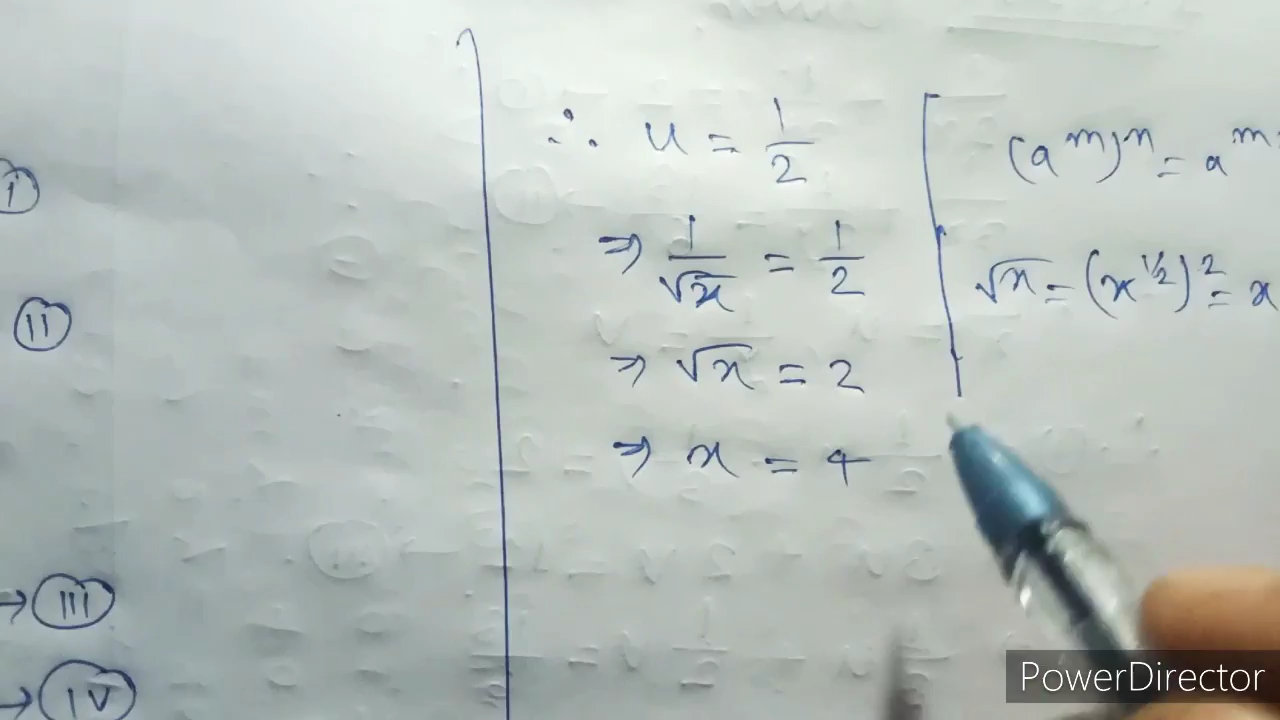 I
II
→ III
→ IV
∴ u = 1/2
⇒ 1/√x = 1/2
⇒ √x = 2
⇒ x = 4
(a^m)^n = a^m
√x = (x^1/2)^2 = x
PowerDirector